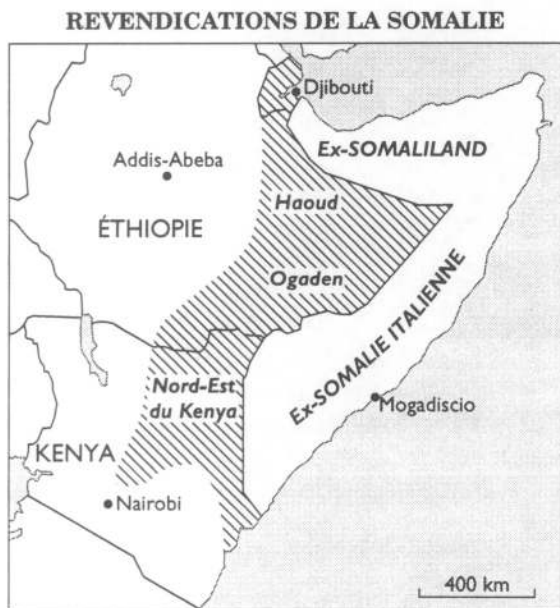 REVENDICATIONS DE LA SOMALIE
Djibouti
Ex-SOMALILAND
Addis-Abeba
Haoud
ÉTHIOPIE
Ogaden
Ex-SOMALIE ITALIENNE
Nord-Est
du Kenya
Mogadiscio
KENYA
Nairobi
400 km